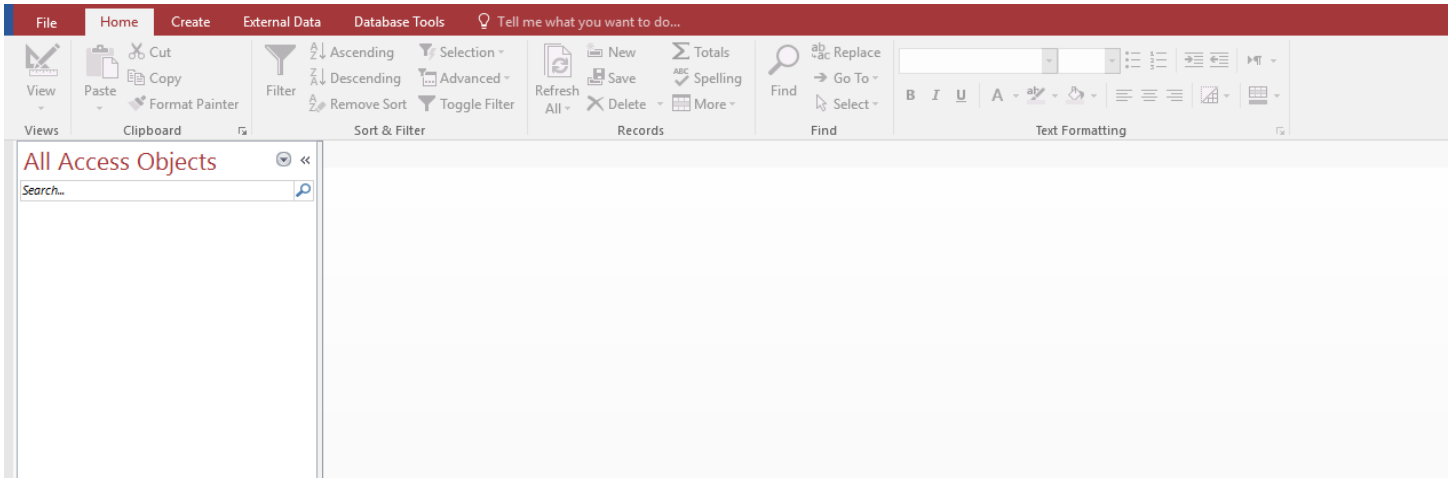 File Home Create External Data Database Tools Tell me what you want to do...
View
Paste
Cut
Copy
Format Painter
Filter
Ascending
Descending
Remove Sort
Selection
Advanced
Toggle Filter
Refresh
All
New
Save
Delete
Totals
Spelling
More
Find
Replace
Go To
Select
B I U A
Views Clipboard Sort & Filter Records Find Text Formatting
All Access Objects
Search...